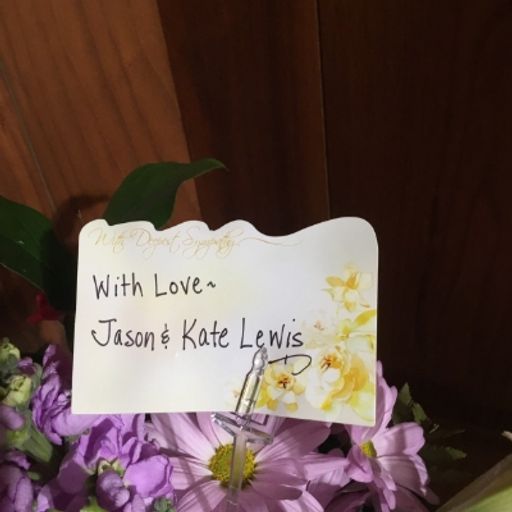 With Deepest Sympathy
With Love~
Jason & Kate Lewis